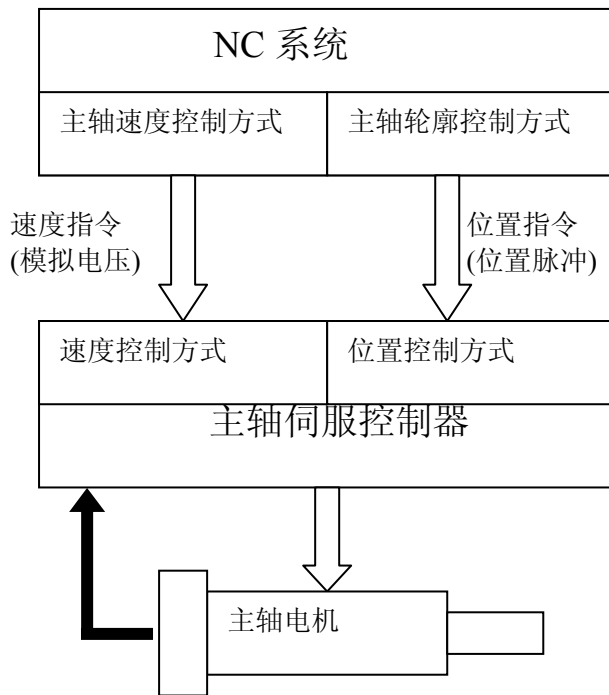 NC 系统
主轴速度控制方式
主轴轮廓控制方式
速度指令
(模拟电压)
位置指令
(位置脉冲)
速度控制方式
位置控制方式
主轴伺服控制器
主轴电机